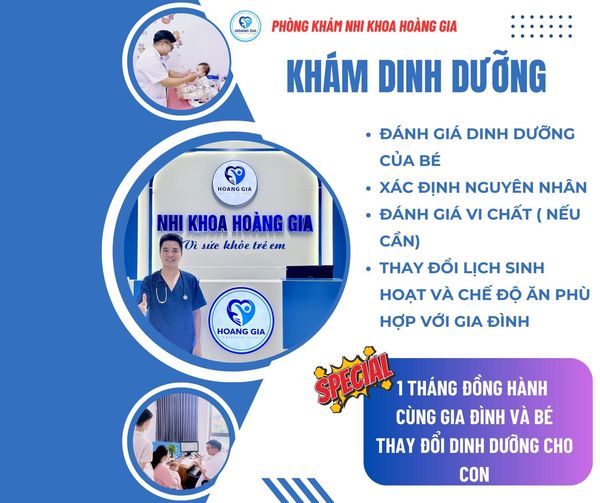 HOANG GIA
PHÒNG KHÁM NHI KHOA HOÀNG GIA
KHÁM DINH DƯỠNG
• ĐÁNH GIÁ DINH DƯỠNG
CỦA BÉ
• XÁC ĐỊNH NGUYÊN NHÂN
• ĐÁNH GIÁ VI CHẤT ( NẾU
CẦN)
• THAY ĐỔI LỊCH SINH
HOẠT VÀ CHẾ ĐỘ ĂN PHÙ
HỢP VỚI GIA ĐÌNH
HOANG GIA
NHI KHOA HOÀNG GIA
Vì sức khỏe trẻ em
HOANG GIA
SPECIAL
1 THÁNG ĐỒNG HÀNH
CÙNG GIA ĐÌNH VÀ BÉ
THAY ĐỔI DINH DƯỠNG CHO
CON